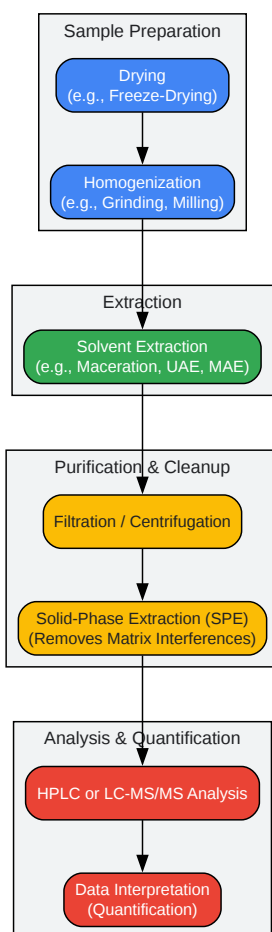 Sample Preparation
Drying
(e.g., Freeze-Drying)
Homogenization
(e.g., Grinding, Milling)
Extraction
Solvent Extraction
(e.g., Maceration, UAE, MAE)
Purification & Cleanup
Filtration / Centrifugation
Solid-Phase Extraction (SPE)
(Removes Matrix Interferences)
Analysis & Quantification
HPLC or LC-MS/MS Analysis
Data Interpretation
(Quantification)